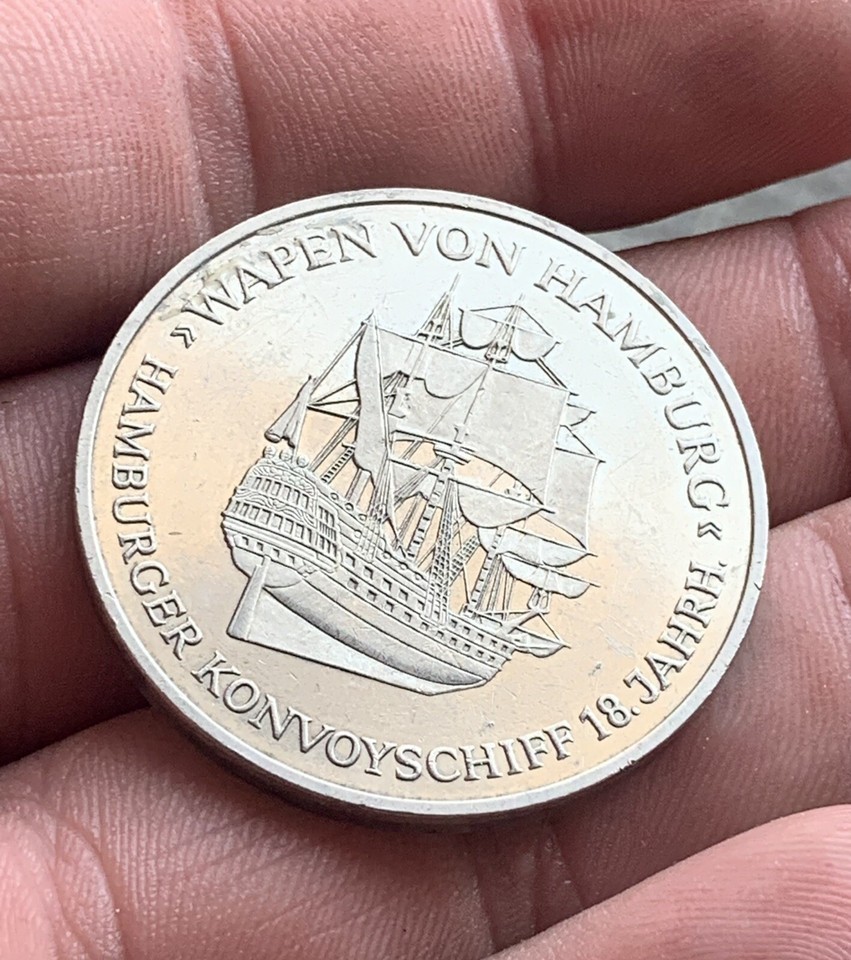 »WAPEN VON HAMBURG«
HAMBURGER KONVOYSCHIFF 18. JAHRH.